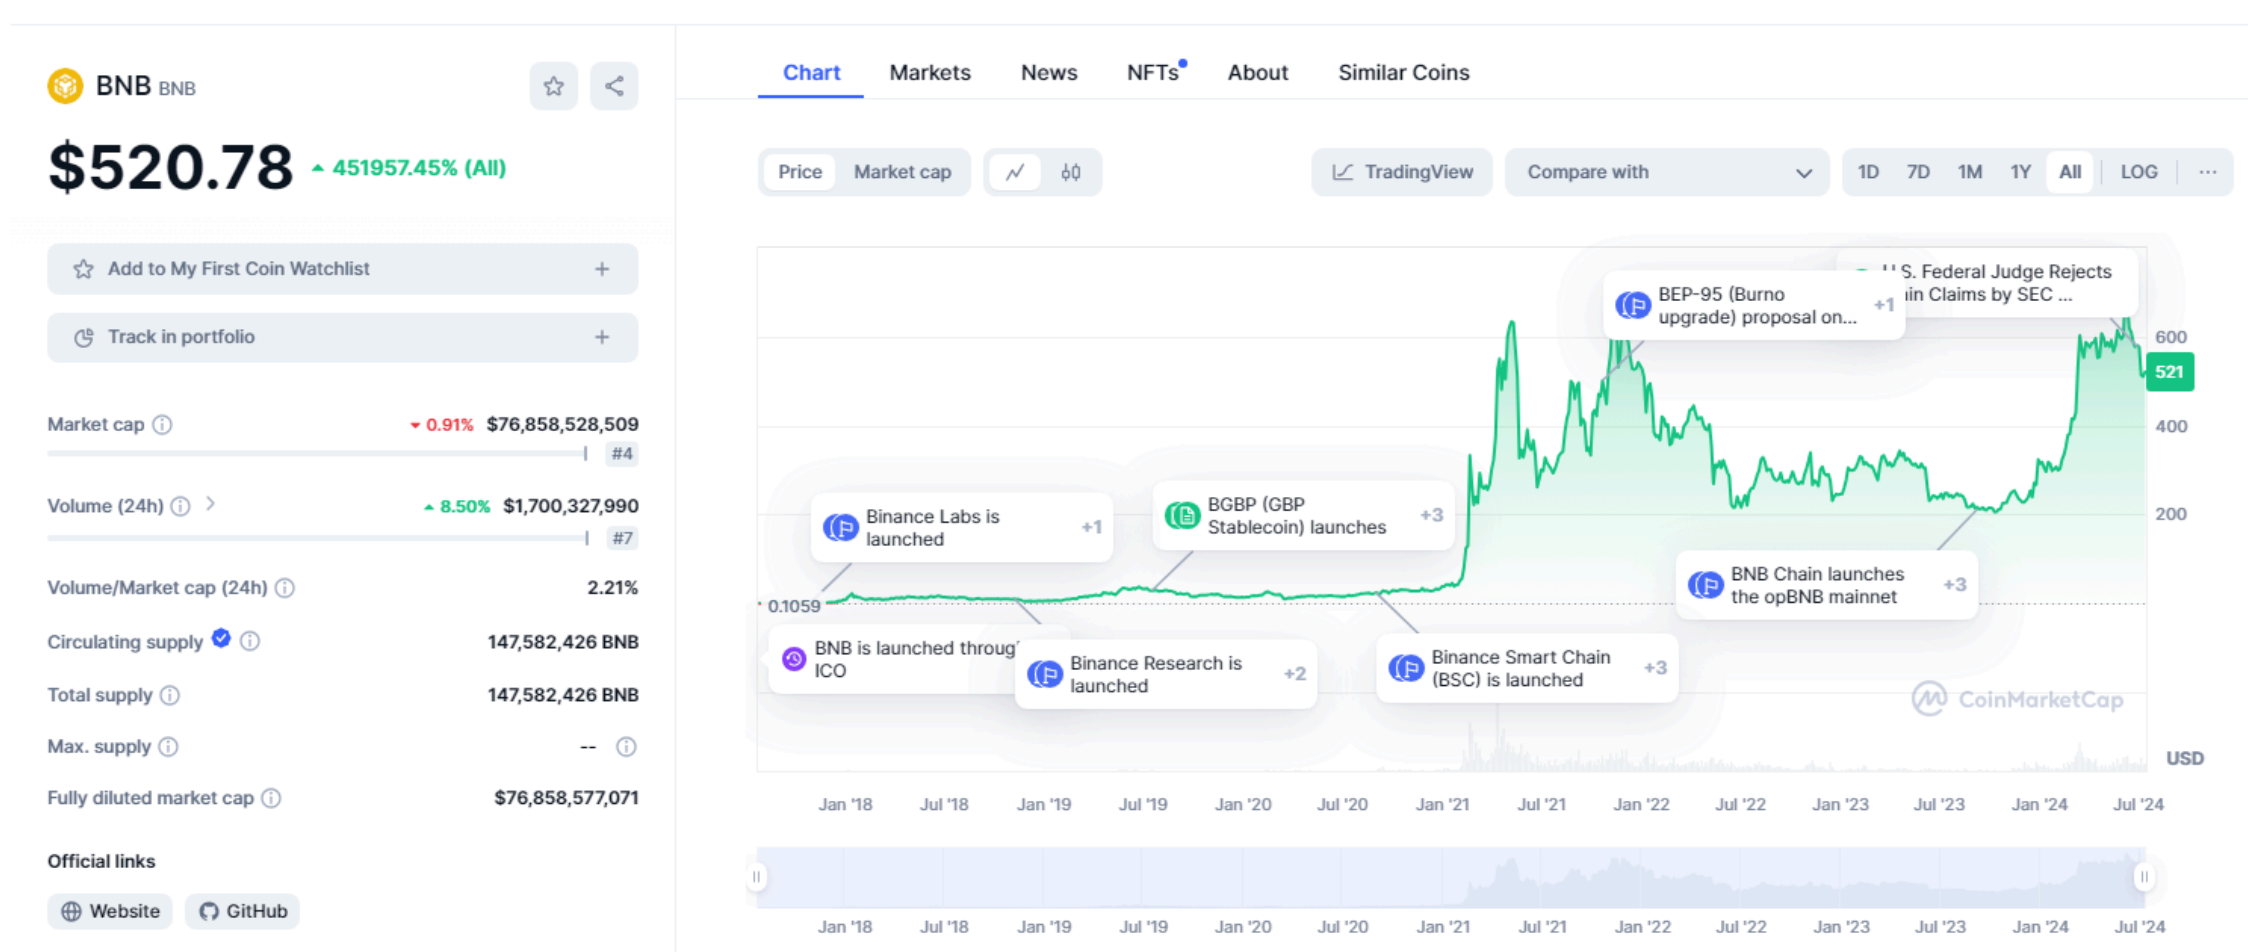 BNB BNB
$520.78 451957.45% (All)
Add to My First Coin Watchlist +
Track in portfolio +
Market cap 0.91% $76,858,528,509
#4
Volume (24h) 8.50% $1,700,327,990
#7
Volume/Market cap (24h) 2.21%
Circulating supply 147,582,426 BNB
Total supply 147,582,426 BNB
Max. supply --
Fully diluted market cap $76,858,577,071
Official links
Website GitHub
Chart Markets News NFTs About Similar Coins
Price Market cap TradingView Compare with 1D 7D 1M 1Y All LOG ...
U.S. Federal Judge Rejects
Claims by SEC ...
BEP-95 (Burno
upgrade) proposal on... +1
600
521
400
200
Binance Labs is
launched +1
BGBP (GBP
Stablecoin) launches +3
BNB Chain launches
the opBNB mainnet +3
0.1059
BNB is launched throug
ICO
Binance Research is
launched +2
Binance Smart Chain
(BSC) is launched +3
CoinMarketCap
USD
Jan '18 Jul '18 Jan '19 Jul '19 Jan '20 Jul '20 Jan '21 Jul '21 Jan '22 Jul '22 Jan '23 Jul '23 Jan '24 Jul '24
Jan '18 Jul '18 Jan '19 Jul '19 Jan '20 Jul '20 Jan '21 Jul '21 Jan '22 Jul '22 Jan '23 Jul '23 Jan '24 Jul '24